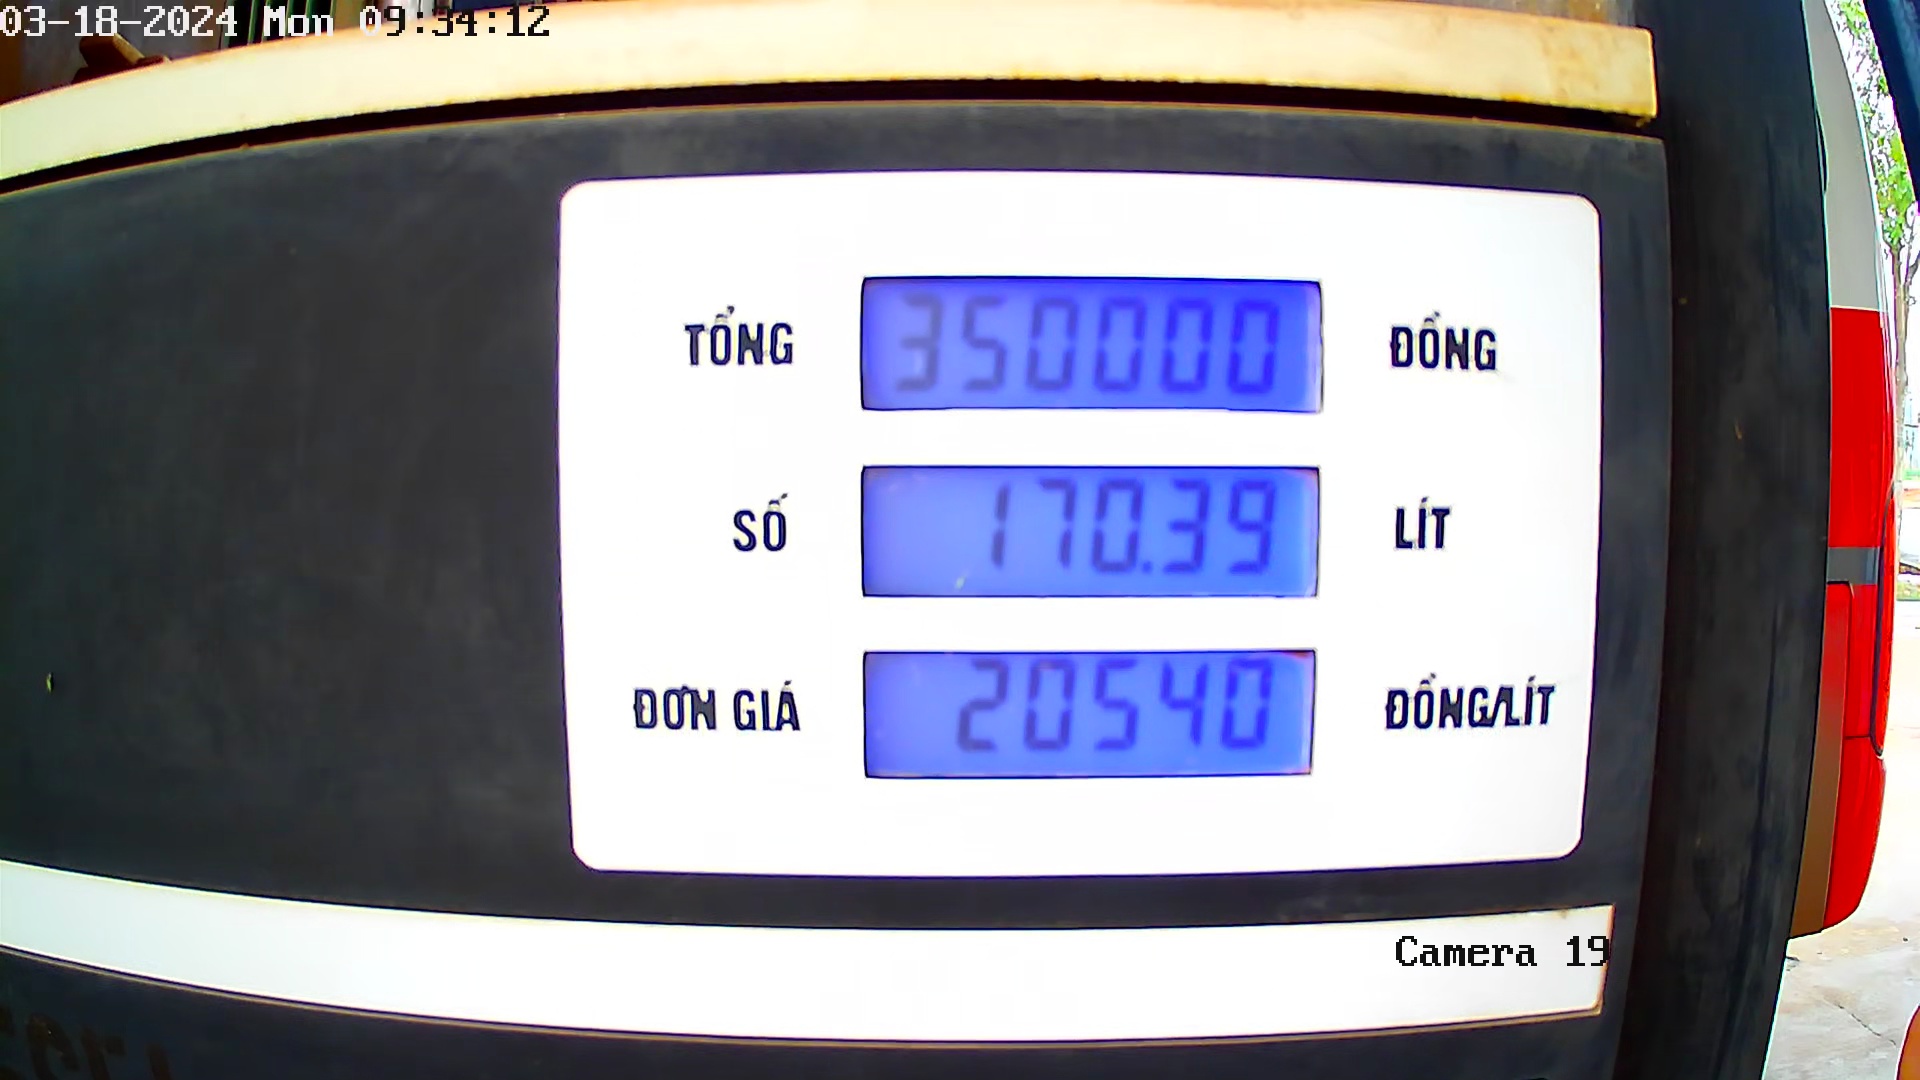 03-18-2024 Mon 09:34:12
TỔNG 350000 ĐỒNG
SỐ 170.39 LÍT
ĐƠN GIÁ 20540 ĐỒNG/LÍT
Camera 19